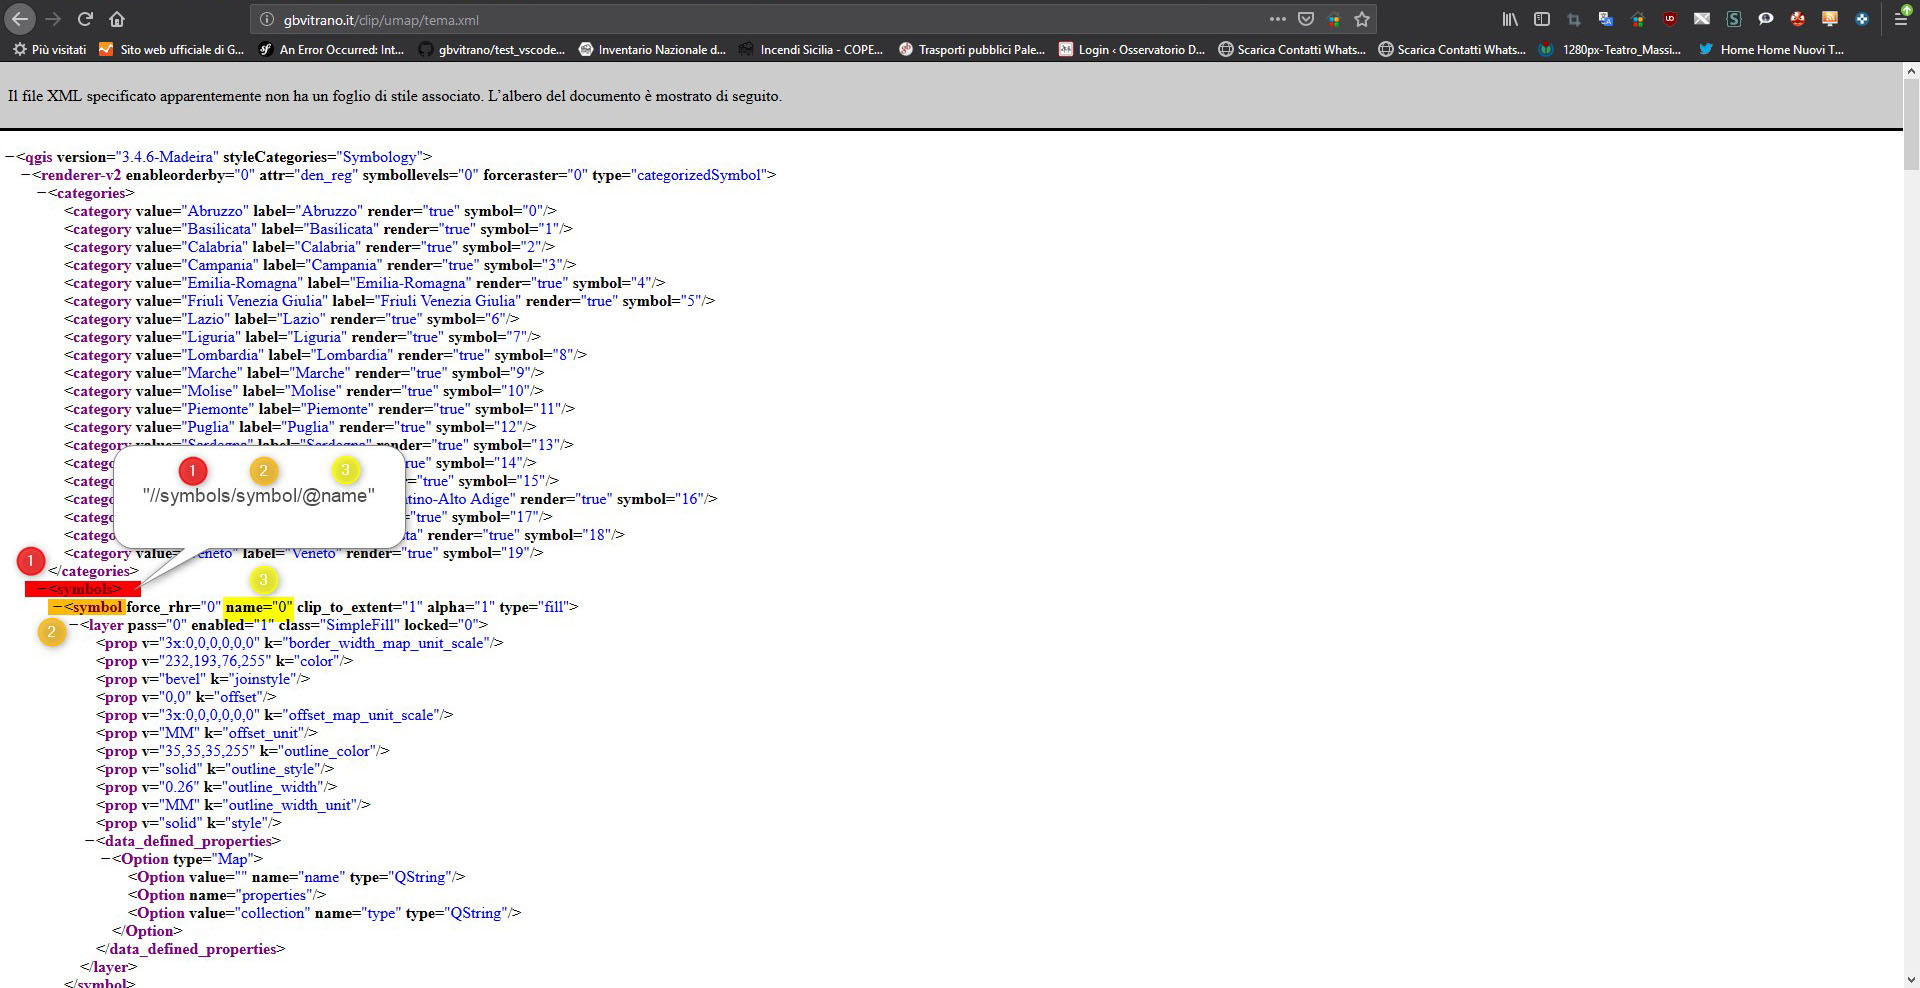 gbvitrano.it/clip/umap/tema.xml
Più visitati Sito web ufficiale di G... An Error Occurred: Int... gbvitrano/test_vscode... Inventario Nazionale d... Incendi Sicilia - COPE... Trasporti pubblici Pale... Login ‹ Osservatorio D... Scarica Contatti Whats... Scarica Contatti Whats... 1280px-Teatro_Massi... Home Home Nuovi T...
Il file XML specificato apparentemente non ha un foglio di stile associato. L'albero del documento è mostrato di seguito.
−<qgis version="3.4.6-Madeira" styleCategories="Symbology">
−<renderer-v2 enableorderby="0" attr="den_reg" symbollevels="0" forceraster="0" type="categorizedSymbol">
−<categories>
<category value="Abruzzo" label="Abruzzo" render="true" symbol="0"/>
<category value="Basilicata" label="Basilicata" render="true" symbol="1"/>
<category value="Calabria" label="Calabria" render="true" symbol="2"/>
<category value="Campania" label="Campania" render="true" symbol="3"/>
<category value="Emilia-Romagna" label="Emilia-Romagna" render="true" symbol="4"/>
<category value="Friuli Venezia Giulia" label="Friuli Venezia Giulia" render="true" symbol="5"/>
<category value="Lazio" label="Lazio" render="true" symbol="6"/>
<category value="Liguria" label="Liguria" render="true" symbol="7"/>
<category value="Lombardia" label="Lombardia" render="true" symbol="8"/>
<category value="Marche" label="Marche" render="true" symbol="9"/>
<category value="Molise" label="Molise" render="true" symbol="10"/>
<category value="Piemonte" label="Piemonte" render="true" symbol="11"/>
<category value="Puglia" label="Puglia" render="true" symbol="12"/>
<category value="Sardegna" label="Sardegna" render="true" symbol="13"/>
<categ rue" symbol="14"/>
<categ "true" symbol="15"/>
<categ tino-Alto Adige" render="true" symbol="16"/>
<categ "true" symbol="17"/>
<categ ta" render="true" symbol="18"/>
1 2 3
"//symbols/symbol/@name"
<category value="Veneto" label="Veneto" render="true" symbol="19"/>
1
</categories>
3
−<symbols>
−<symbol force_rhr="0" name="0" clip_to_extent="1" alpha="1" type="fill">
2
−<layer pass="0" enabled="1" class="SimpleFill" locked="0">
<prop v="3x:0,0,0,0,0,0" k="border_width_map_unit_scale"/>
<prop v="232,193,76,255" k="color"/>
<prop v="bevel" k="joinstyle"/>
<prop v="0,0" k="offset"/>
<prop v="3x:0,0,0,0,0,0" k="offset_map_unit_scale"/>
<prop v="MM" k="offset_unit"/>
<prop v="35,35,35,255" k="outline_color"/>
<prop v="solid" k="outline_style"/>
<prop v="0.26" k="outline_width"/>
<prop v="MM" k="outline_width_unit"/>
<prop v="solid" k="style"/>
−<data_defined_properties>
−<Option type="Map">
<Option value="" name="name" type="QString"/>
<Option name="properties"/>
<Option value="collection" name="type" type="QString"/>
</Option>
</data_defined_properties>
</layer>
</symbol>